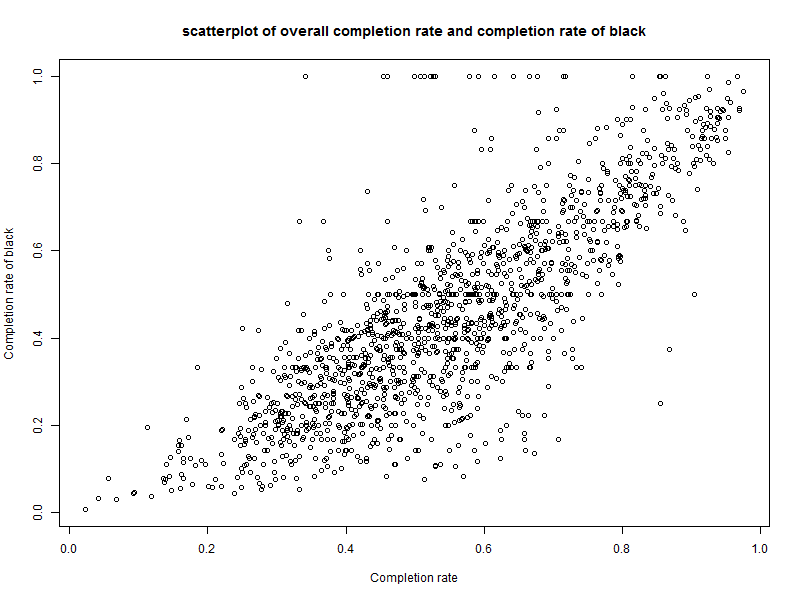 scatterplot of overall completion rate and completion rate of black
1.0
0.8
0.6
0.4
0.2
0.0
Completion rate of black
0.0 0.2 0.4 0.6 0.8 1.0
Completion rate